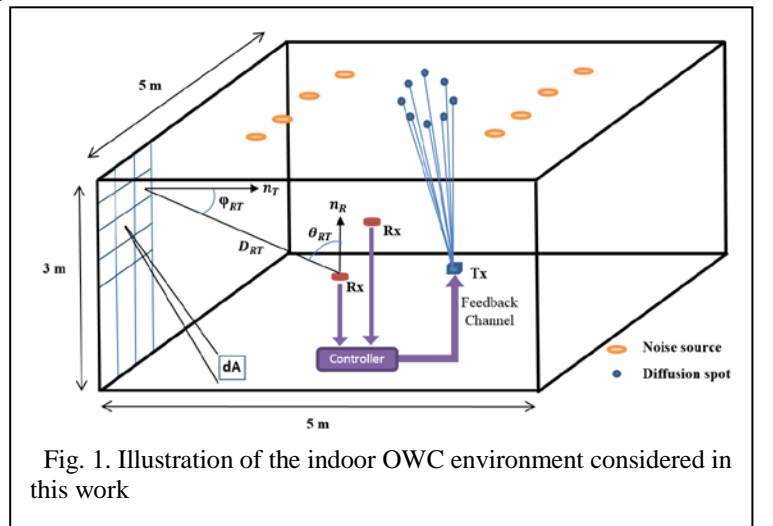 5 m
n_T
φ_RT
n_R
θ_RT
Rx
3 m
D_RT
Rx
Tx
Feedback
Channel
Controller
dA
Noise source
Diffusion spot
5 m
Fig. 1. Illustration of the indoor OWC environment considered in
this work